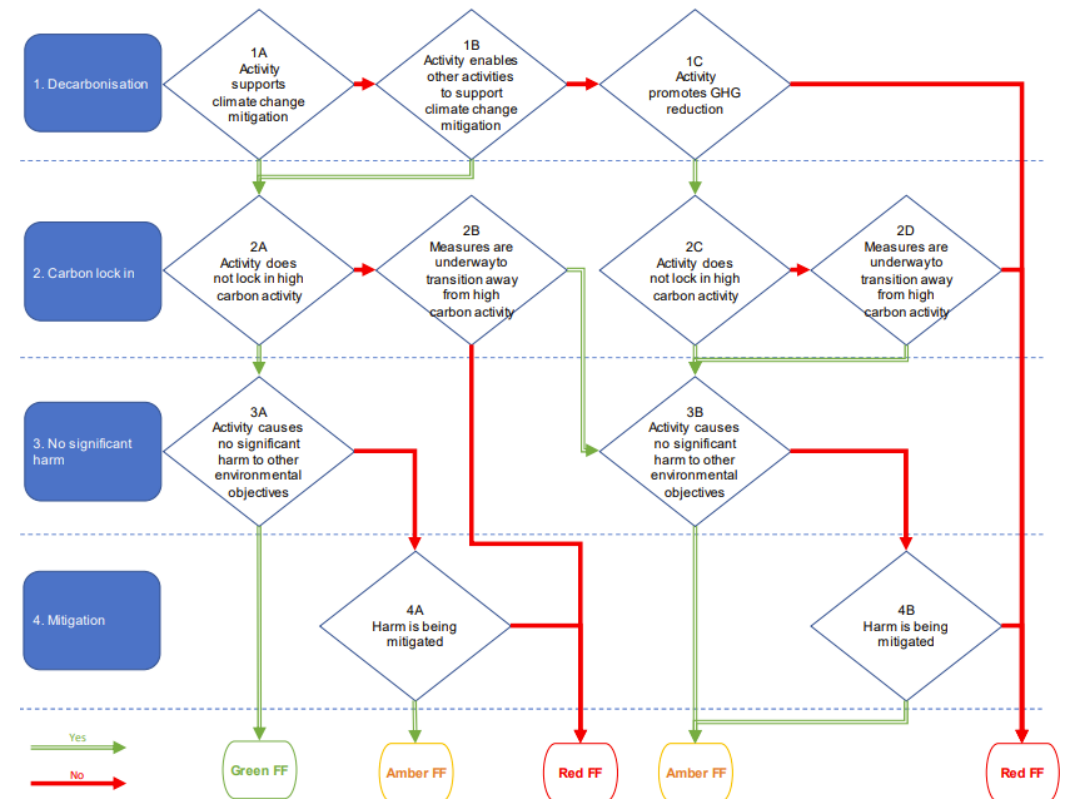 1. Decarbonisation
1A
Activity
supports
climate change
mitigation
1B
Activity enables
other activities
to support
climate change
mitigation
1C
Activity
promotes GHG
reduction
2. Carbon lock in
2A
Activity does
not lock in high
carbon activity
2B
Measures are
underwayto
transition away
from high
carbon activity
2C
Activity does
not lock in high
carbon activity
2D
Measures are
underwayto
transition away
from high
carbon activity
3. No significant
harm
3A
Activity causes
no significant
harm to other
environmental
objectives
3B
Activity causes
no significant
harm to other
environmental
objectives
4. Mitigation
4A
Harm is being
mitigated
4B
Harm is being
mitigated
Yes
No
Green FF
Amber FF
Red FF
Amber FF
Red FF